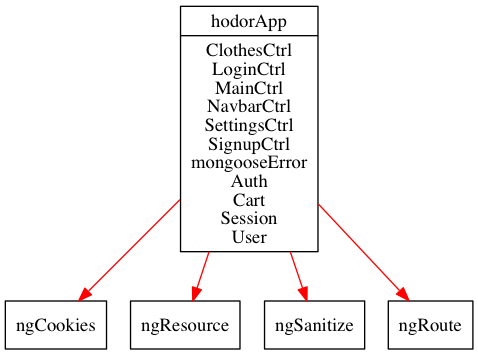 hodorApp
ClothesCtrl
LoginCtrl
MainCtrl
NavbarCtrl
SettingsCtrl
SignupCtrl
mongooseError
Auth
Cart
Session
User
ngCookies
ngResource
ngSanitize
ngRoute